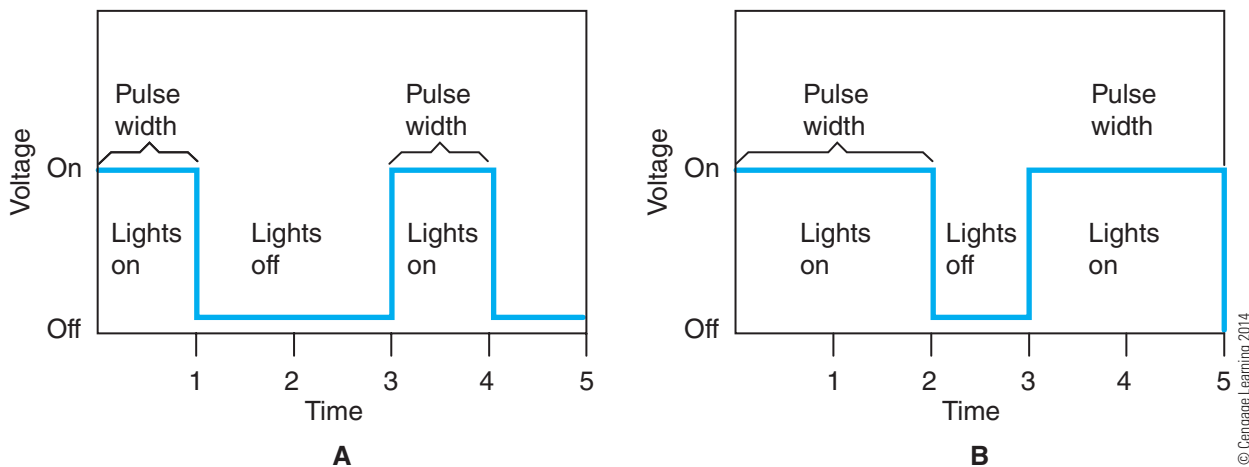 Pulse
width
Pulse
width
On
Voltage
Lights
on
Lights
off
Lights
on
Off
1 2 3 4 5
Time
A
Pulse
width
Pulse
width
On
Voltage
Lights
on
Lights
off
Lights
on
Off
1 2 3 4 5
Time
B
© Cengage Learning 2014